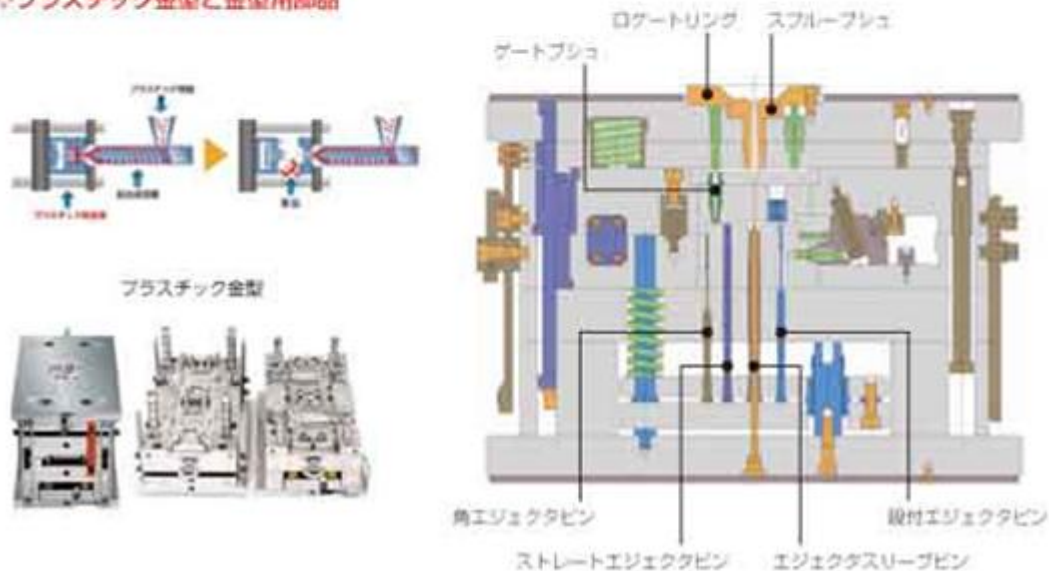 プラスチック金型と金型用部品
ロケートリング
スプルーブシュ
ゲートブシュ
プラスチック金型
角エジェクタピン
段付エジェクタピン
ストレートエジェクタピン
エジェクタスリーブピン